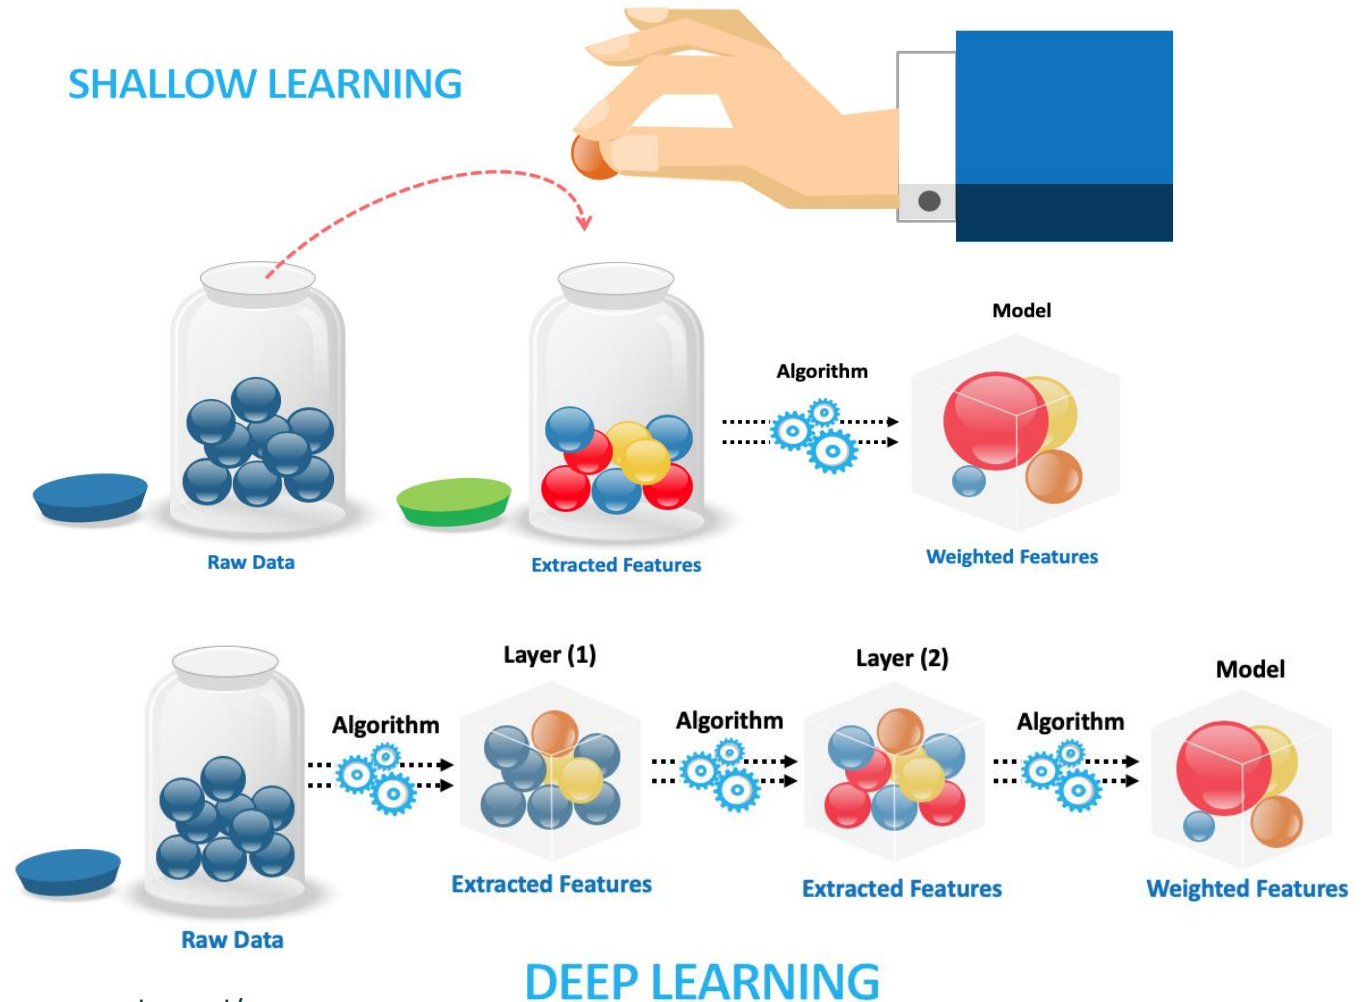 SHALLOW LEARNING
Model
Algorithm
Raw Data
Extracted Features
Weighted Features
Layer (1)
Layer (2)
Model
Algorithm
Algorithm
Algorithm
Extracted Features
Extracted Features
Weighted Features
Raw Data
DEEP LEARNING